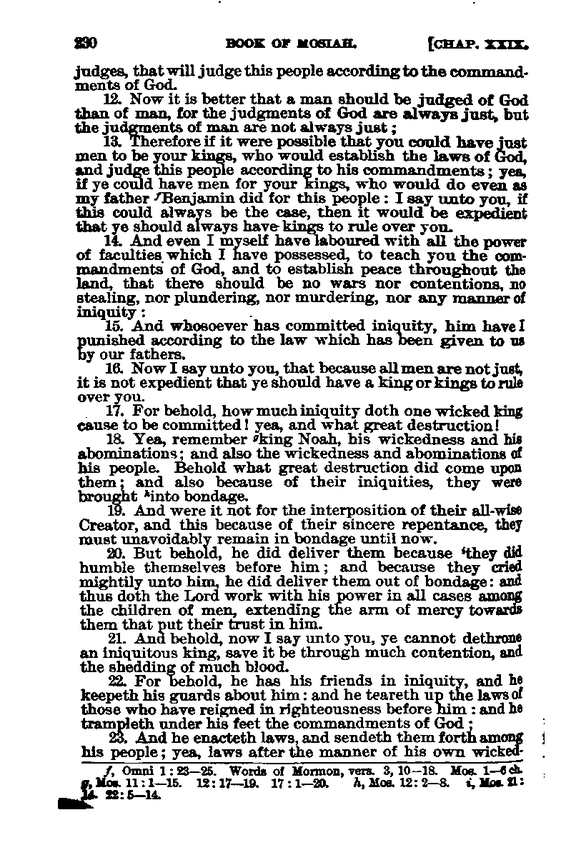 230 BOOK OF MOSIAH. [CHAP. XXIX.
judges, that will judge this people according to the command-
ments of God.
12. Now it is better that a man should be judged of God
than of man, for the judgments of God are always just, but
the judgments of man are not always just;
13. Therefore if it were possible that you could have just
men to be your kings, who would establish the laws of God,
and judge this people according to his commandments; yea,
if ye could have men for your kings, who would do even as
my father ᶠBenjamin did for this people: I say unto you, if
this could always be the case, then it would be expedient
that ye should always have kings to rule over you.
14. And even I myself have laboured with all the power
of faculties which I have possessed, to teach you the com-
mandments of God, and to establish peace throughout the
land, that there should be no wars nor contentions, no
stealing, nor plundering, nor murdering, nor any manner of
iniquity:
15. And whosoever has committed iniquity, him have I
punished according to the law which has been given to us
by our fathers.
16. Now I say unto you, that because all men are not just,
it is not expedient that ye should have a king or kings to rule
over you.
17. For behold, how much iniquity doth one wicked king
cause to be committed! yea, and what great destruction!
18. Yea, remember ᵍking Noah, his wickedness and his
abominations; and also the wickedness and abominations of
his people. Behold what great destruction did come upon
them; and also because of their iniquities, they were
brought ʰinto bondage.
19. And were it not for the interposition of their all-wise
Creator, and this because of their sincere repentance, they
must unavoidably remain in bondage until now.
20. But behold, he did deliver them because ⁱthey did
humble themselves before him; and because they cried
mightily unto him, he did deliver them out of bondage: and
thus doth the Lord work with his power in all cases among
the children of men, extending the arm of mercy towards
them that put their trust in him.
21. And behold, now I say unto you, ye cannot dethrone
an iniquitous king, save it be through much contention, and
the shedding of much blood.
22. For behold, he has his friends in iniquity, and he
keepeth his guards about him: and he teareth up the laws of
those who have reigned in righteousness before him: and he
trampleth under his feet the commandments of God;
23. And he enacteth laws, and sendeth them forth among
his people; yea, laws after the manner of his own wicked-
f, Omni 1:23—25. Words of Mormon, vers. 3, 10—18. Mos. 1—6 ch.
g, Mos. 11:1—15. 12:17—19. 17:1—20. h, Mos. 12:2—8. i, Mos. 21:
14. 22:5—14.